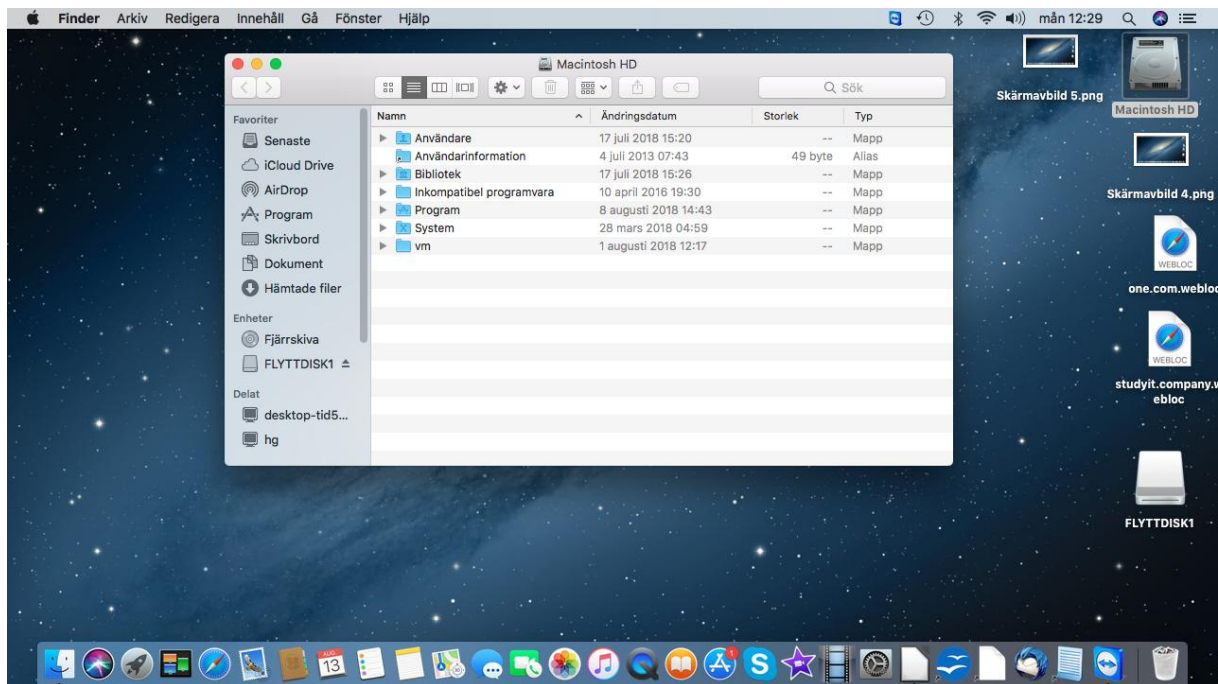 Finder Arkiv Redigera Innehåll Gå Fönster Hjälp mån 12:29
Macintosh HD
Sök
Favoriter
Senaste
iCloud Drive
AirDrop
Program
Skrivbord
Dokument
Hämtade filer
Enheter
Fjärrskiva
FLYTTDISK1
Delat
desktop-tid5...
hg
Namn Ändringsdatum Storlek Typ
Användare 17 juli 2018 15:20 -- Mapp
Användarinformation 4 juli 2013 07:43 49 byte Alias
Bibliotek 17 juli 2018 15:26 -- Mapp
Inkompatibel programvara 10 april 2016 19:30 -- Mapp
Program 8 augusti 2018 14:43 -- Mapp
System 28 mars 2018 04:59 -- Mapp
vm 1 augusti 2018 12:17 -- Mapp
Skärmavbild 5.png
Macintosh HD
Skärmavbild 4.png
WEBLOC
one.com.webloc
WEBLOC
studyit.company.w
ebloc
FLYTTDISK1
AUG
13